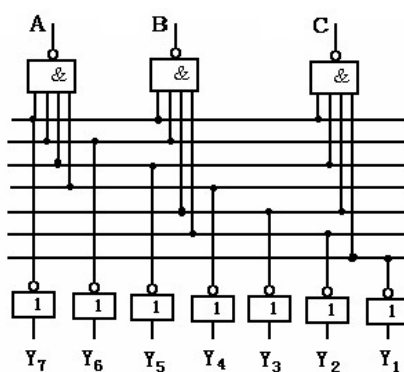 A B C
& & &
1 1 1 1 1 1 1
Y₇ Y₆ Y₅ Y₄ Y₃ Y₂ Y₁